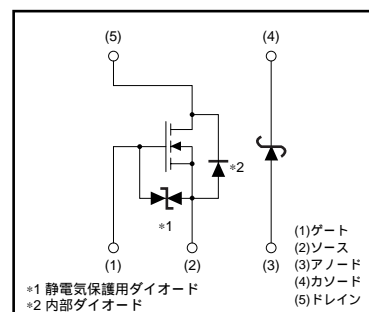 (5)
(4)
*2
*1
(1)
(2)
(3)
(1)ゲート
(2)ソース
(3)アノード
(4)カソード
(5)ドレイン
*1 静電気保護用ダイオード
*2 内部ダイオード